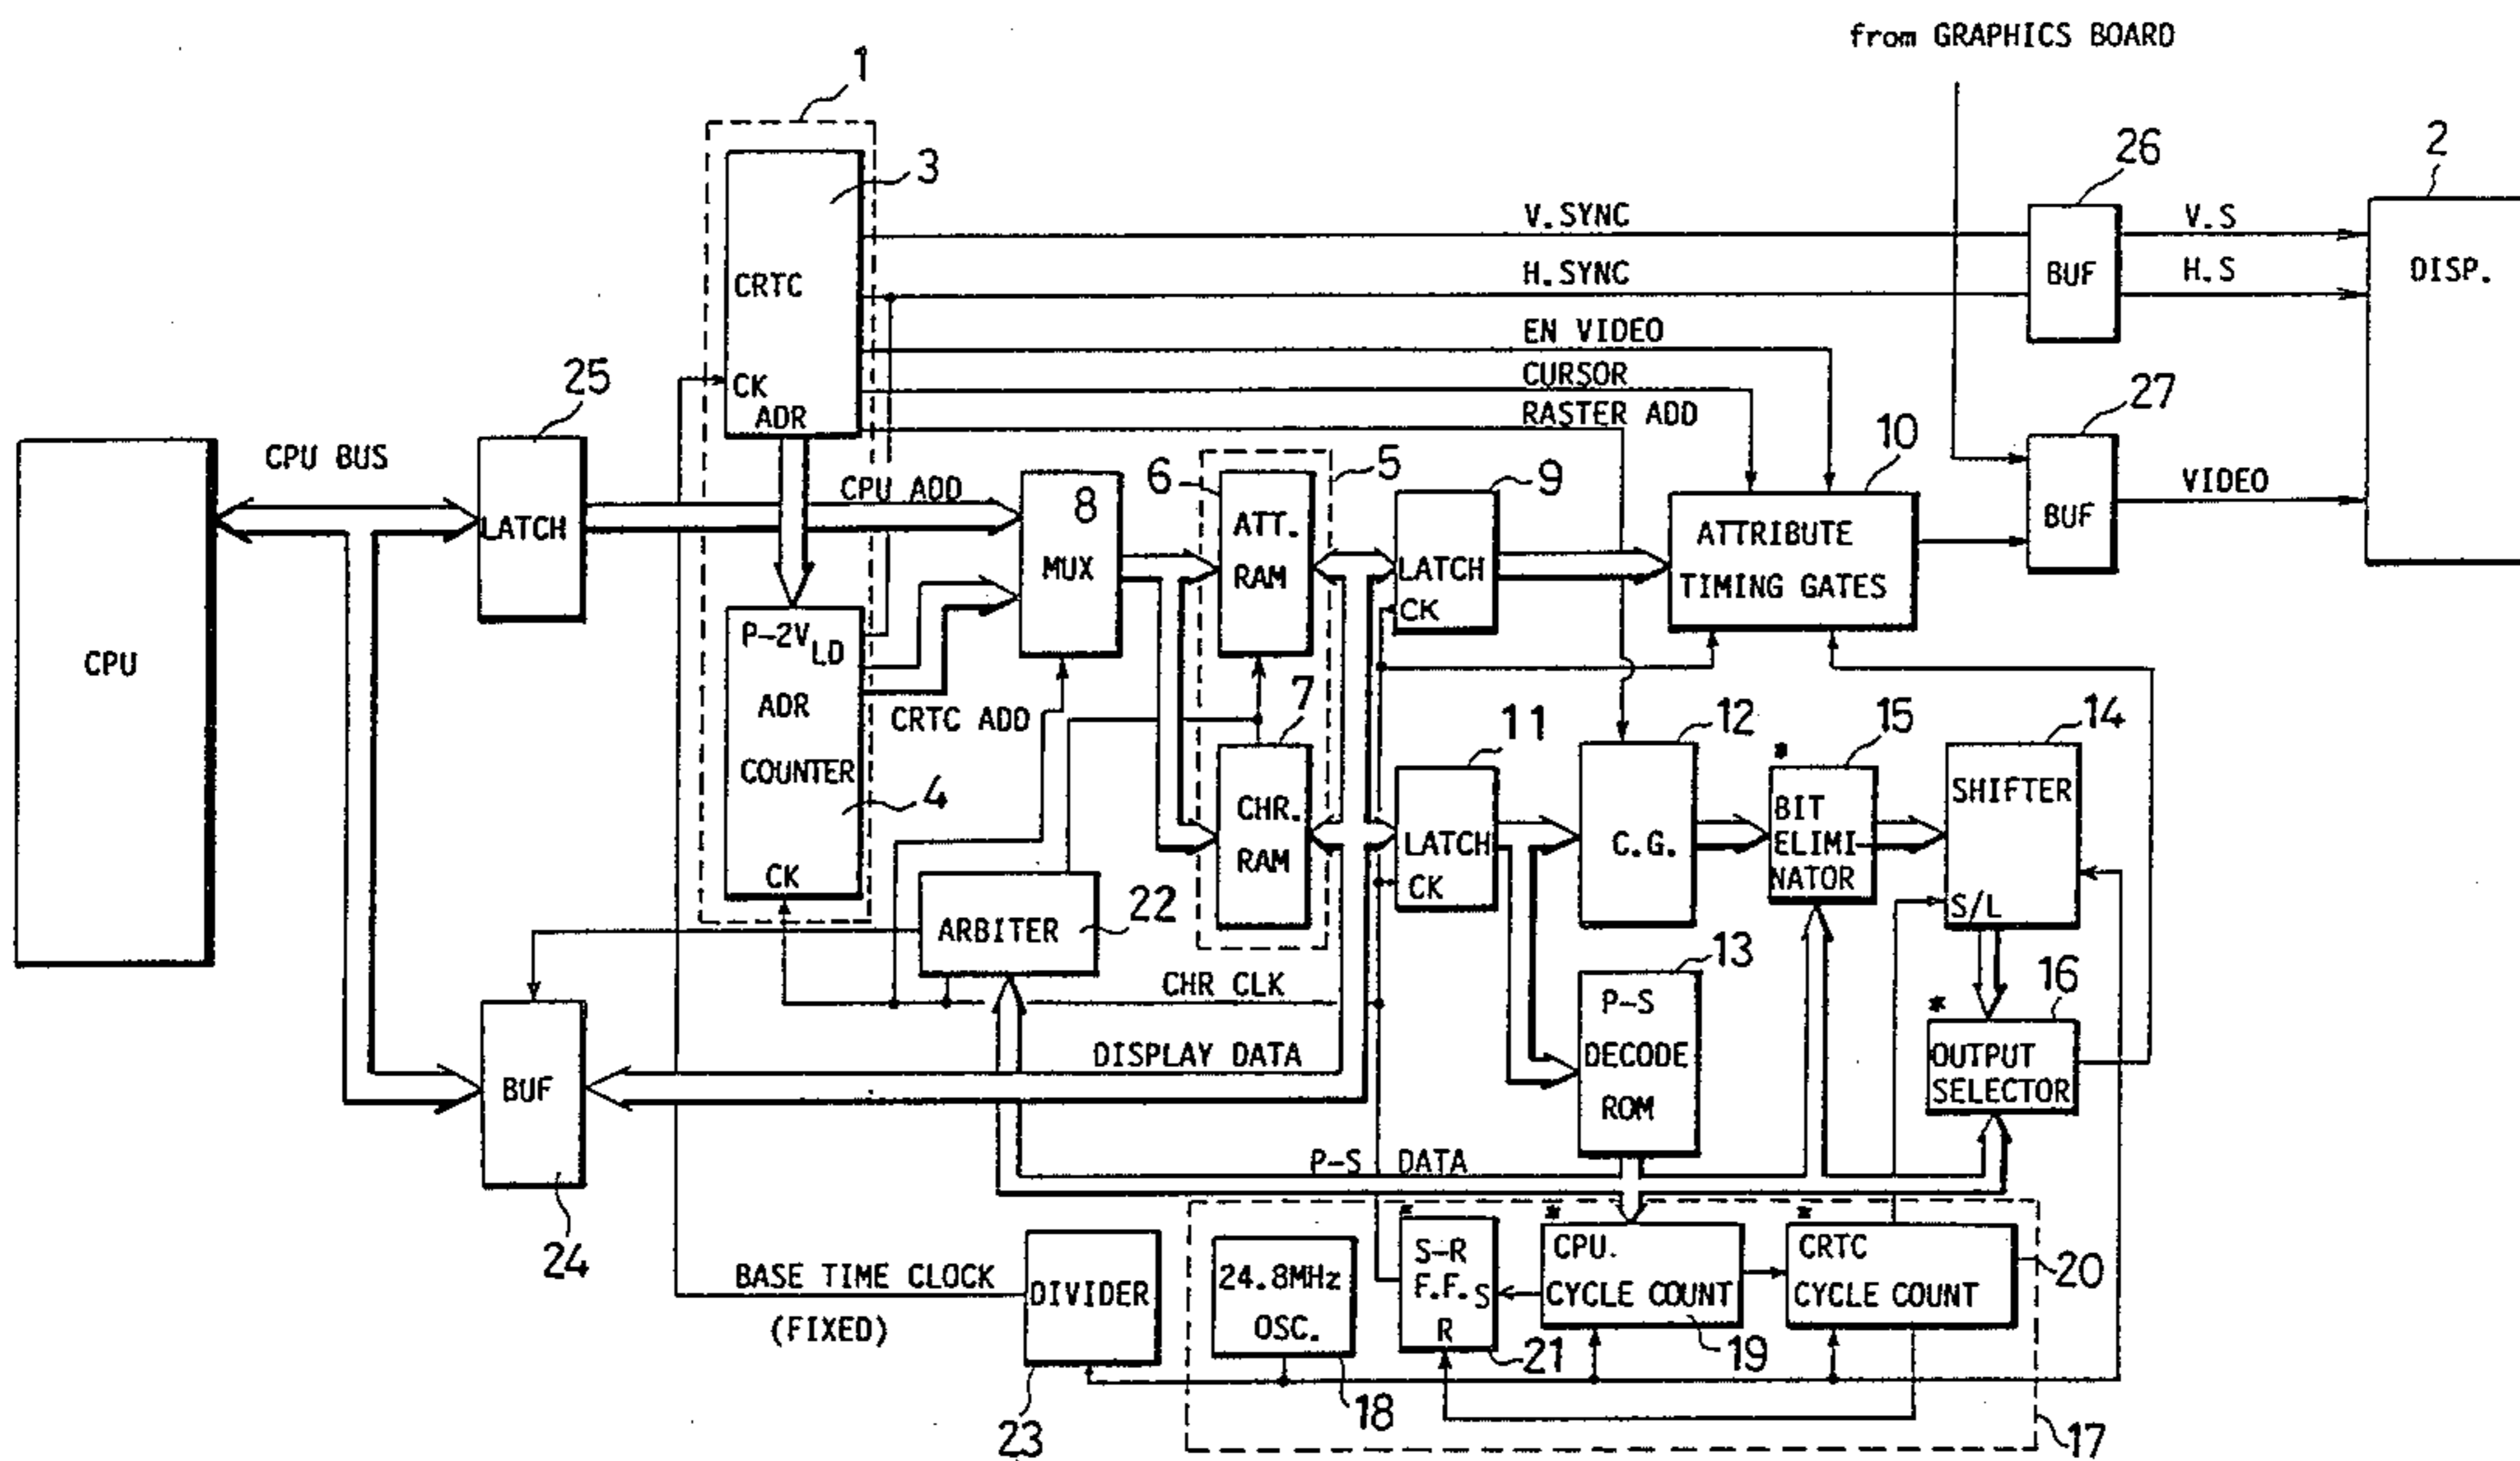 from GRAPHICS BOARD
1
26
2
3
V.SYNC
V.S
CRTC
H.SYNC
BUF
H.S
DISP.
EN VIDEO
25
CK
CURSOR
27
ADR
RASTER ADD
10
CPU BUS
5
6
9
CPU ADD
8
VIDEO
LATCH
ATT.
RAM
ATTRIBUTE
TIMING GATES
BUF
MUX
LATCH
CK
CPU
P-2V LD
ADR
COUNTER
4
CK
CRTC ADD
7
11
12
15
14
*
CHR.
RAM
LATCH
CK
C.G.
BIT
ELIMI-
NATOR
SHIFTER
S/L
ARBITER
22
13
CHR CLK
P-S
DECODE
ROM
16
*
OUTPUT
SELECTOR
DISPLAY DATA
BUF
24
P-S DATA
*
*
*
BASE TIME CLOCK
(FIXED)
DIVIDER
23
24.8MHz
OSC.
18
S-R
F.F. S
R
21
CPU.
CYCLE COUNT
19
CRTC
CYCLE COUNT
20
17